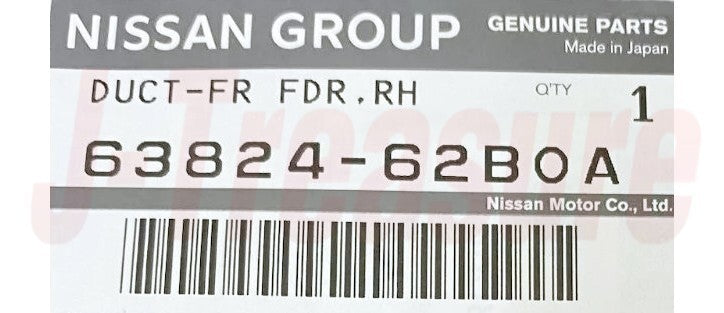 NISSAN GROUP
GENUINE PARTS
Made in Japan
DUCT-FR FDR,RH
Q'TY 1
63824-62B0A
Nissan Motor Co., Ltd.
J-Treasure